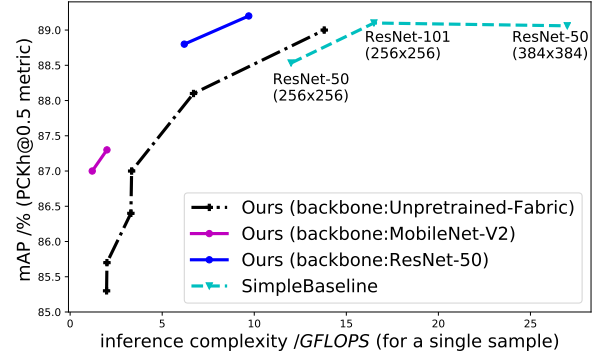 89.0
88.5
88.0
87.5
87.0
86.5
86.0
85.5
85.0
mAP /% (PCKh@0.5 metric)
ResNet-50
(256x256)
ResNet-101
(256x256)
ResNet-50
(384x384)
Ours (backbone:Unpretrained-Fabric)
Ours (backbone:MobileNet-V2)
Ours (backbone:ResNet-50)
SimpleBaseline
0 5 10 15 20 25
inference complexity /GFLOPS (for a single sample)